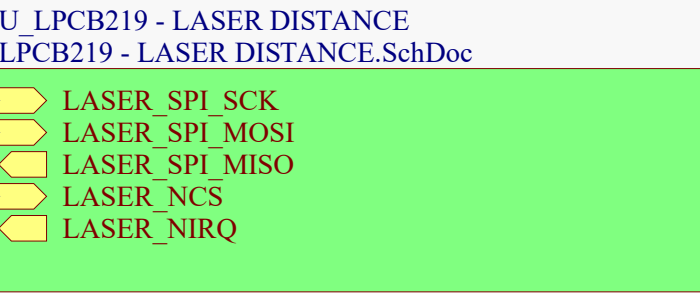 U_LPCB219 - LASER DISTANCE
LPCB219 - LASER DISTANCE.SchDoc
LASER_SPI_SCK
LASER_SPI_MOSI
LASER_SPI_MISO
LASER_NCS
LASER_NIRQ